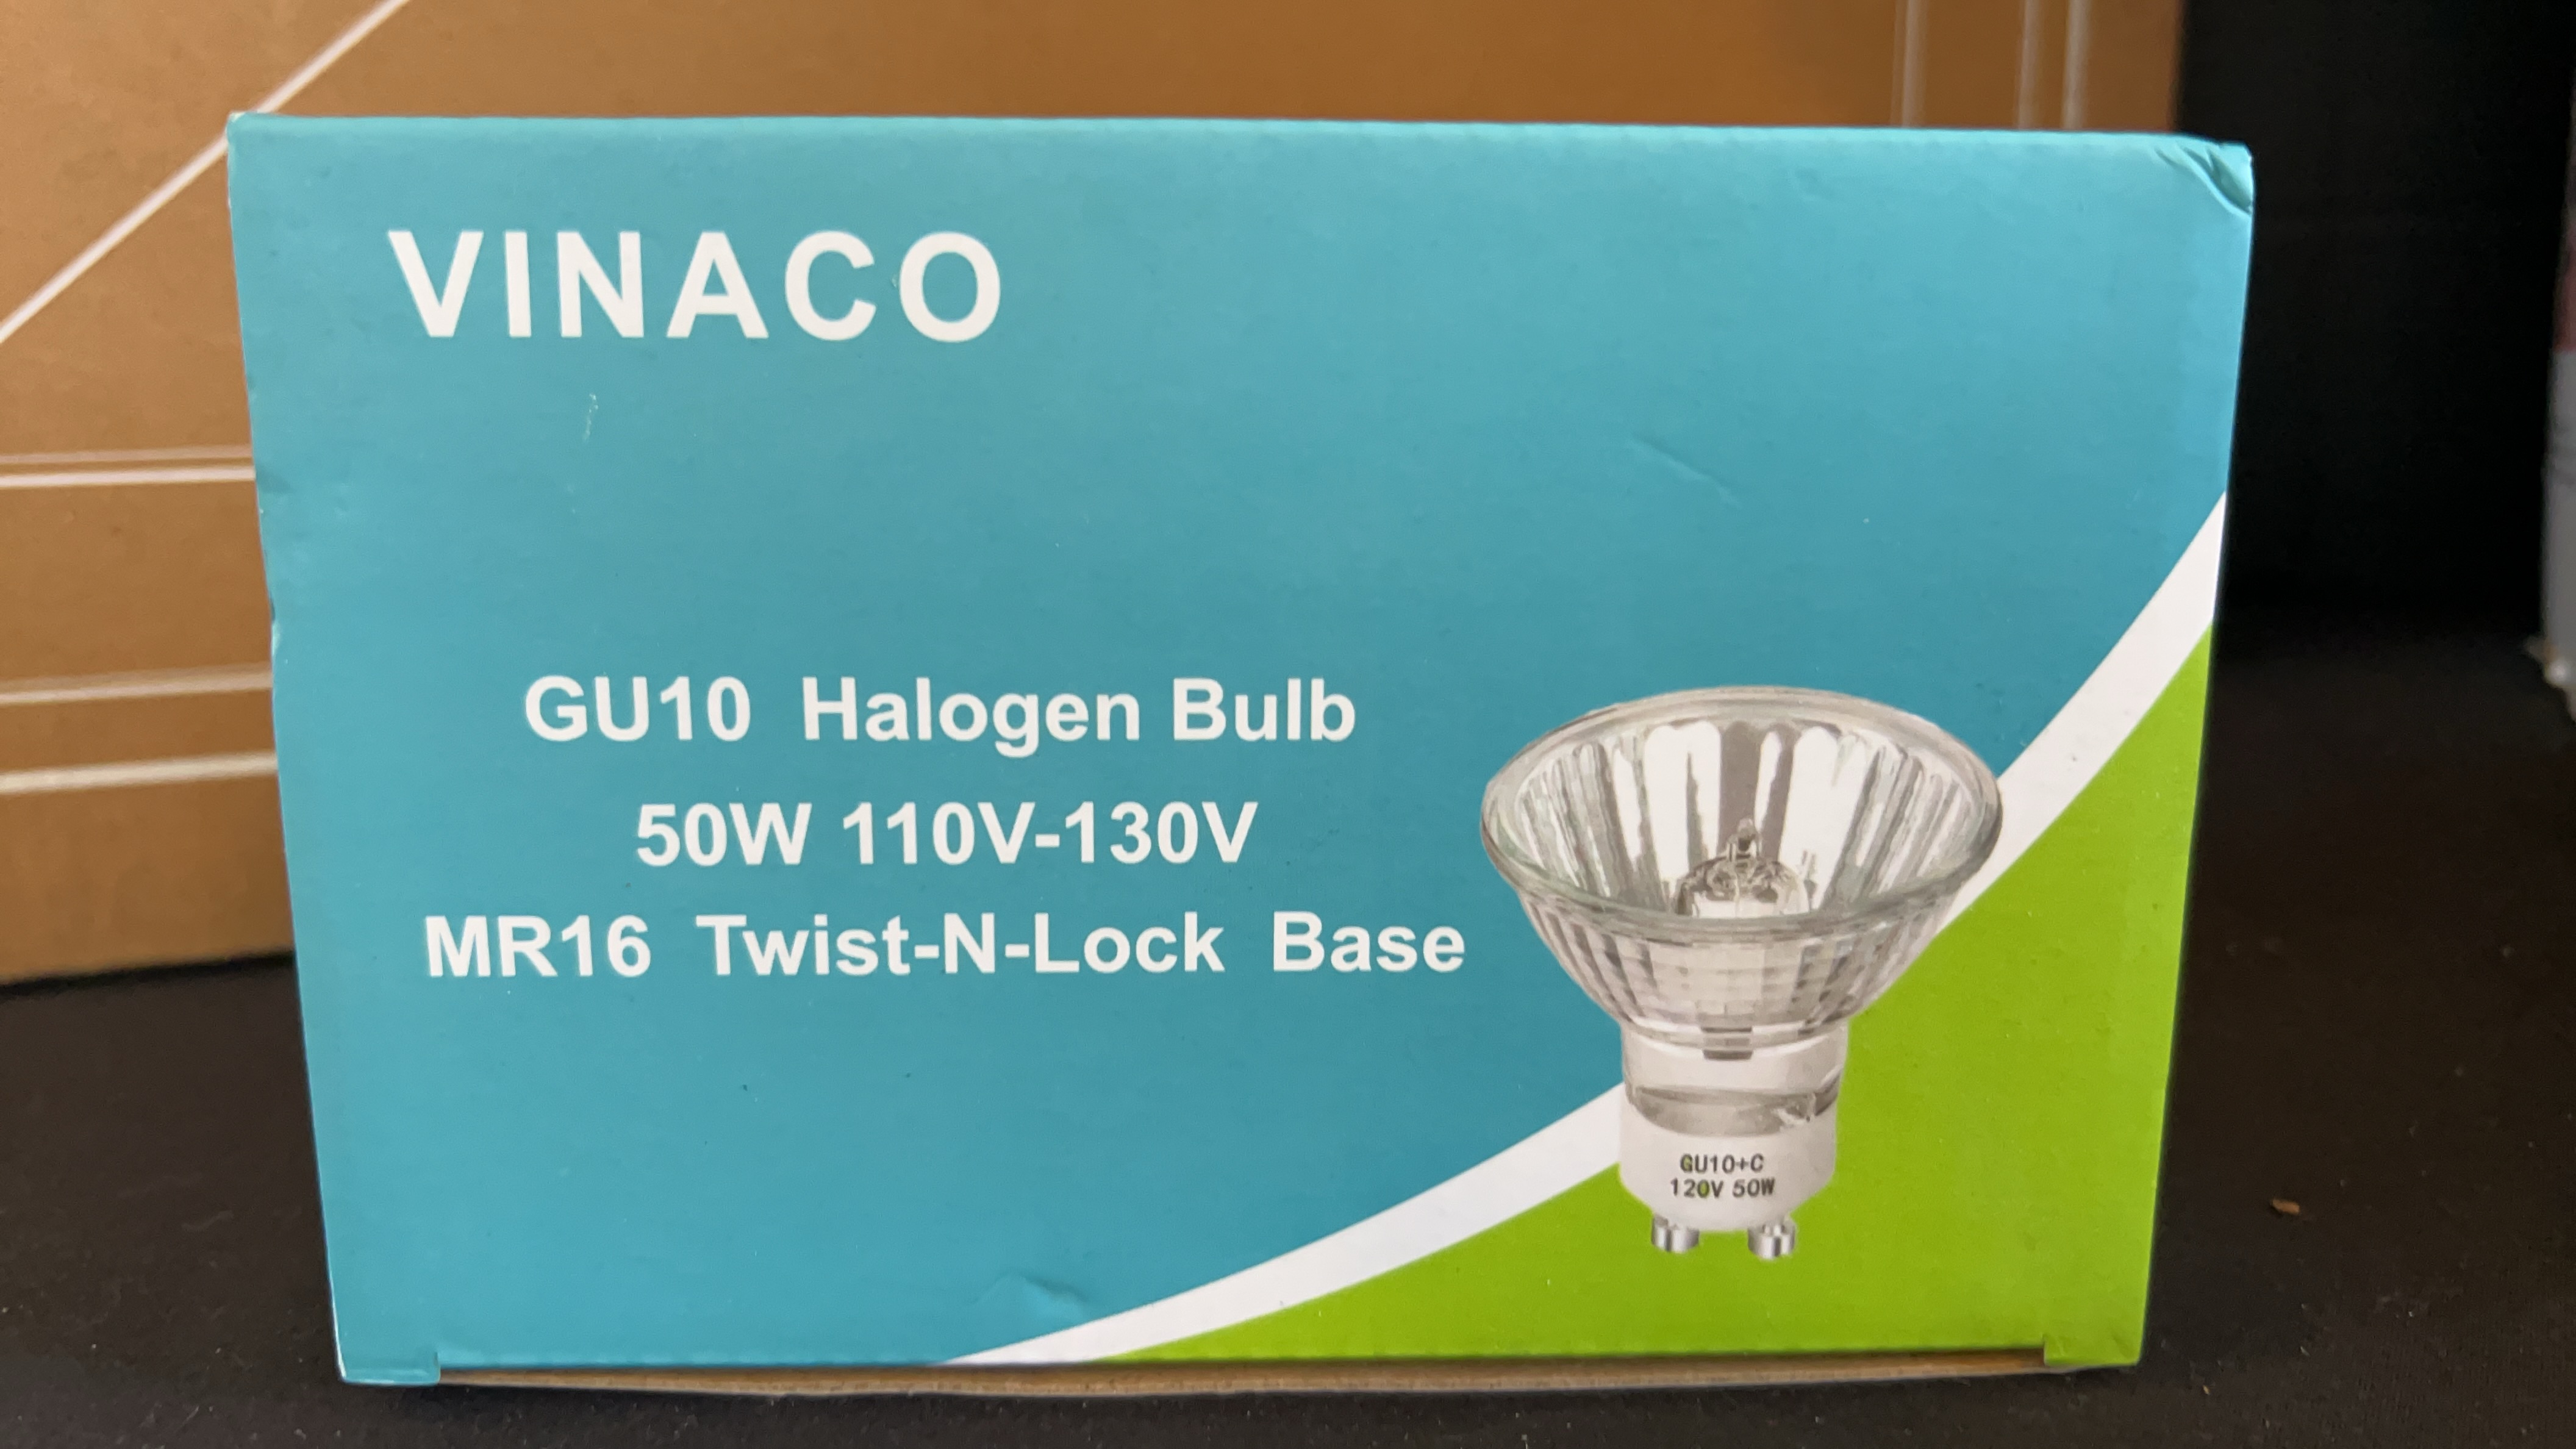 VINACO
GU10 Halogen Bulb
50W 110V-130V
MR16 Twist-N-Lock Base
GU10+C
120V 50W